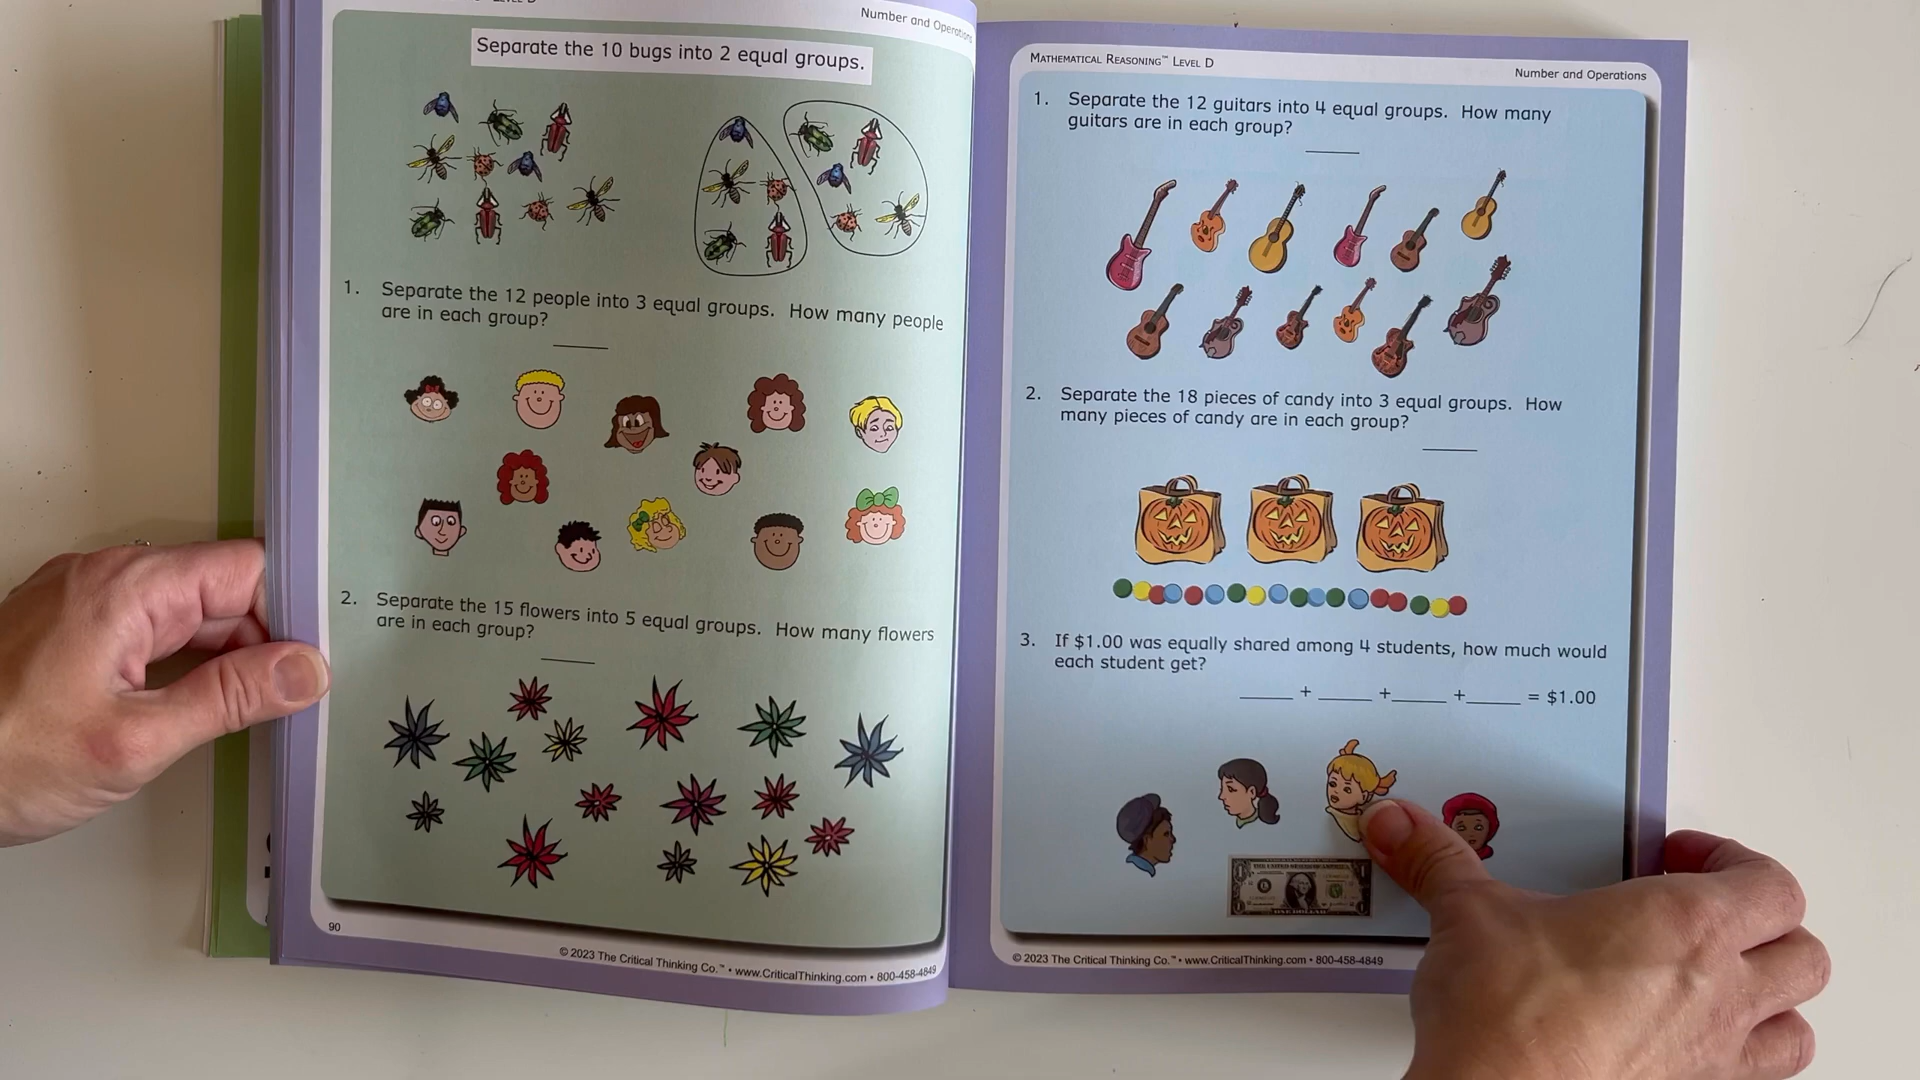 Number and Operations
Separate the 10 bugs into 2 equal groups.
1. Separate the 12 people into 3 equal groups. How many people
are in each group?
2. Separate the 15 flowers into 5 equal groups. How many flowers
are in each group?
90
© 2023 The Critical Thinking Co.™ • www.CriticalThinking.com • 800-458-4849
Mathematical Reasoning™ Level D
Number and Operations
1. Separate the 12 guitars into 4 equal groups. How many
guitars are in each group?
2. Separate the 18 pieces of candy into 3 equal groups. How
many pieces of candy are in each group?
3. If $1.00 was equally shared among 4 students, how much would
each student get?
____ + ____ + ____ + ____ = $1.00
© 2023 The Critical Thinking Co.™ • www.CriticalThinking.com • 800-458-4849